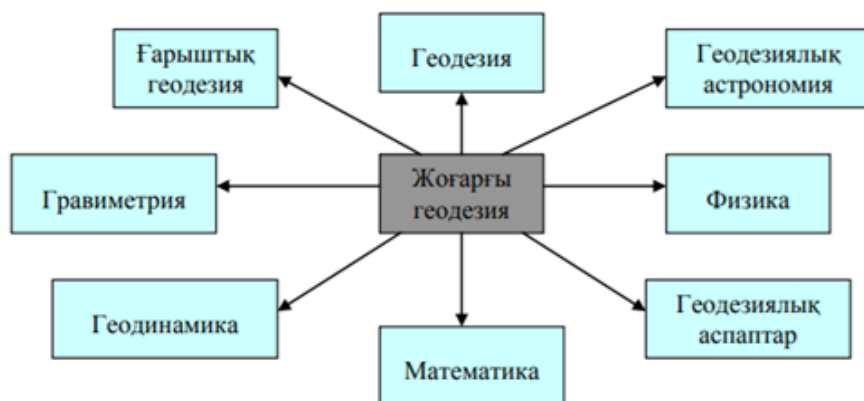 Ғарыштық
геодезия
Геодезия
Геодезиялық
астрономия
Гравиметрия
Жоғарғы
геодезия
Физика
Геодинамика
Математика
Геодезиялық
аспаптар